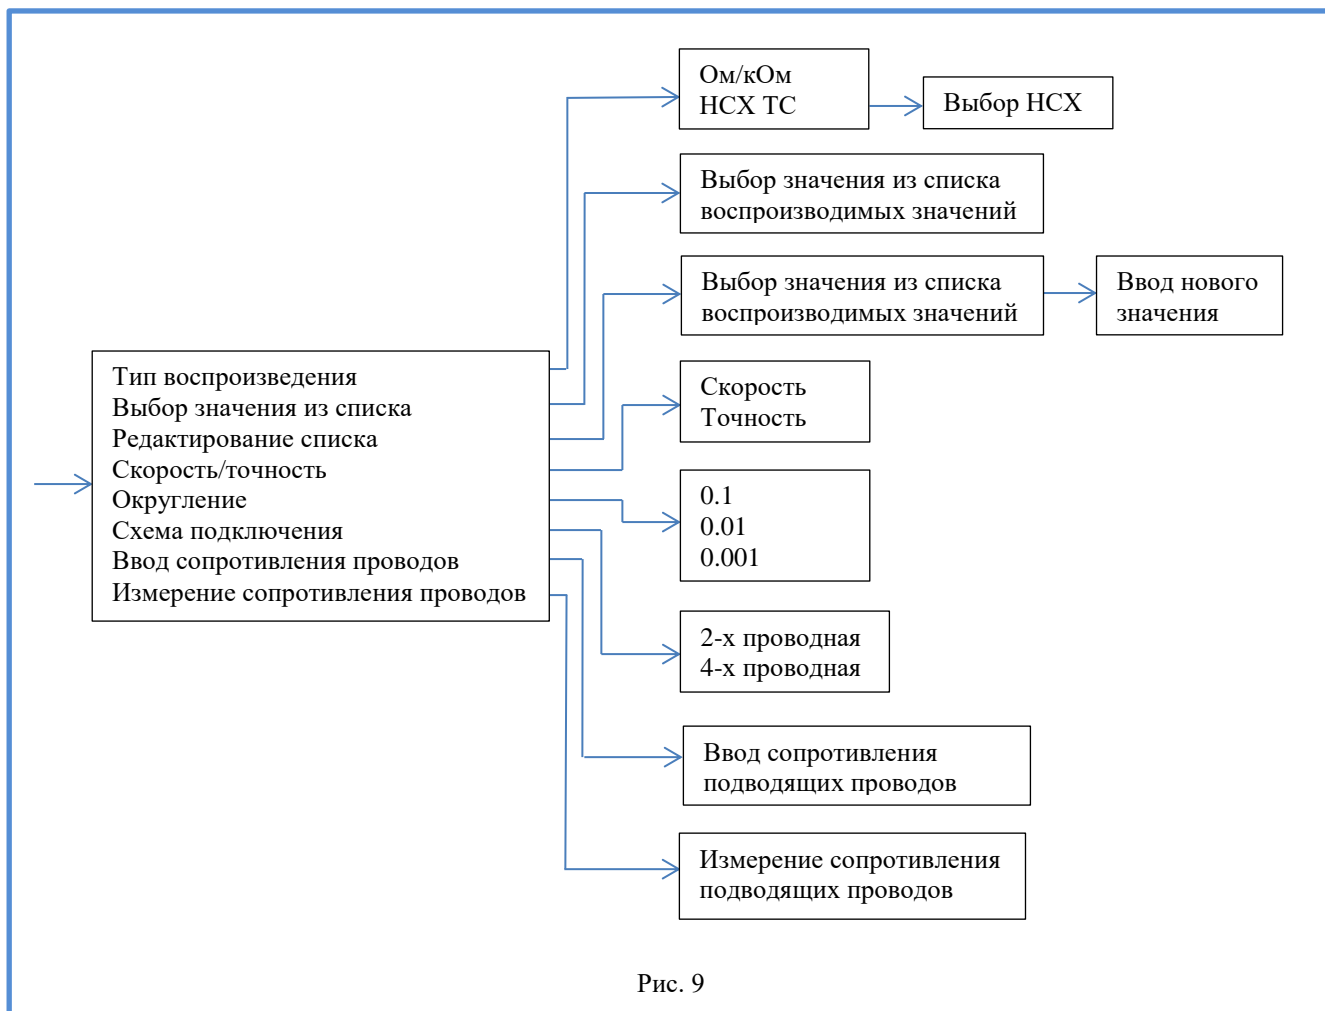 Ом/кОм
НСХ ТС
Выбор НСХ
Выбор значения из списка
воспроизводимых значений
Выбор значения из списка
воспроизводимых значений
Ввод нового
значения
Тип воспроизведения
Выбор значения из списка
Редактирование списка
Скорость/точность
Округление
Схема подключения
Ввод сопротивления проводов
Измерение сопротивления проводов
Скорость
Точность
0.1
0.01
0.001
2-х проводная
4-х проводная
Ввод сопротивления
подводящих проводов
Измерение сопротивления
подводящих проводов
Рис. 9